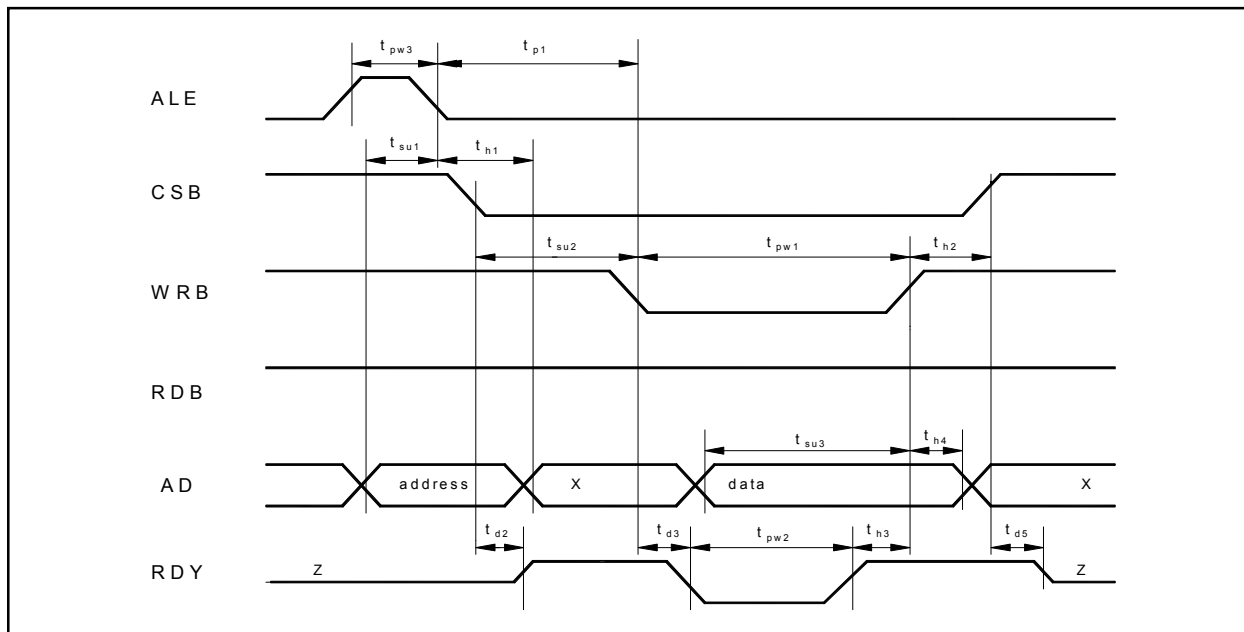 t pw3 t p1
ALE
t su1 t h1
CSB
t su2 t pw1 t h2
WRB
RDB
t su3 t h4
AD address X data X
t d2 t d3 t pw2 t h3 t d5
RDY Z Z